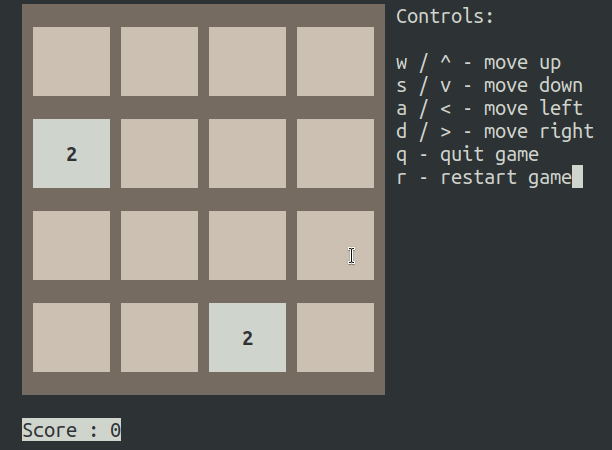 Controls:
w / ^ - move up
s / v - move down
a / < - move left
d / > - move right
q - quit game
r - restart game
2
2
Score : 0